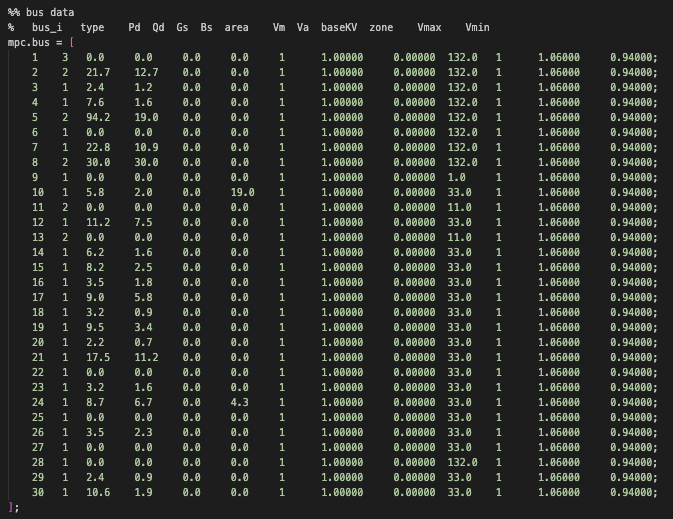 %% bus data
%   bus_i   type    Pd  Qd  Gs  Bs  area    Vm  Va  baseKV  zone    Vmax    Vmin
mpc.bus = [
1   3   0.0   0.0   0.0   0.0   1   1.00000   0.00000   132.0   1   1.06000   0.94000;
2   2   21.7   12.7   0.0   0.0   1   1.00000   0.00000   132.0   1   1.06000   0.94000;
3   1   2.4   1.2   0.0   0.0   1   1.00000   0.00000   132.0   1   1.06000   0.94000;
4   1   7.6   1.6   0.0   0.0   1   1.00000   0.00000   132.0   1   1.06000   0.94000;
5   2   94.2   19.0   0.0   0.0   1   1.00000   0.00000   132.0   1   1.06000   0.94000;
6   1   0.0   0.0   0.0   0.0   1   1.00000   0.00000   132.0   1   1.06000   0.94000;
7   1   22.8   10.9   0.0   0.0   1   1.00000   0.00000   132.0   1   1.06000   0.94000;
8   2   30.0   30.0   0.0   0.0   1   1.00000   0.00000   132.0   1   1.06000   0.94000;
9   1   0.0   0.0   0.0   0.0   1   1.00000   0.00000   1.0   1   1.06000   0.94000;
10   1   5.8   2.0   0.0   19.0   1   1.00000   0.00000   33.0   1   1.06000   0.94000;
11   2   0.0   0.0   0.0   0.0   1   1.00000   0.00000   11.0   1   1.06000   0.94000;
12   1   11.2   7.5   0.0   0.0   1   1.00000   0.00000   33.0   1   1.06000   0.94000;
13   2   0.0   0.0   0.0   0.0   1   1.00000   0.00000   11.0   1   1.06000   0.94000;
14   1   6.2   1.6   0.0   0.0   1   1.00000   0.00000   33.0   1   1.06000   0.94000;
15   1   8.2   2.5   0.0   0.0   1   1.00000   0.00000   33.0   1   1.06000   0.94000;
16   1   3.5   1.8   0.0   0.0   1   1.00000   0.00000   33.0   1   1.06000   0.94000;
17   1   9.0   5.8   0.0   0.0   1   1.00000   0.00000   33.0   1   1.06000   0.94000;
18   1   3.2   0.9   0.0   0.0   1   1.00000   0.00000   33.0   1   1.06000   0.94000;
19   1   9.5   3.4   0.0   0.0   1   1.00000   0.00000   33.0   1   1.06000   0.94000;
20   1   2.2   0.7   0.0   0.0   1   1.00000   0.00000   33.0   1   1.06000   0.94000;
21   1   17.5   11.2   0.0   0.0   1   1.00000   0.00000   33.0   1   1.06000   0.94000;
22   1   0.0   0.0   0.0   0.0   1   1.00000   0.00000   33.0   1   1.06000   0.94000;
23   1   3.2   1.6   0.0   0.0   1   1.00000   0.00000   33.0   1   1.06000   0.94000;
24   1   8.7   6.7   0.0   4.3   1   1.00000   0.00000   33.0   1   1.06000   0.94000;
25   1   0.0   0.0   0.0   0.0   1   1.00000   0.00000   33.0   1   1.06000   0.94000;
26   1   3.5   2.3   0.0   0.0   1   1.00000   0.00000   33.0   1   1.06000   0.94000;
27   1   0.0   0.0   0.0   0.0   1   1.00000   0.00000   33.0   1   1.06000   0.94000;
28   1   0.0   0.0   0.0   0.0   1   1.00000   0.00000   132.0   1   1.06000   0.94000;
29   1   2.4   0.9   0.0   0.0   1   1.00000   0.00000   33.0   1   1.06000   0.94000;
30   1   10.6   1.9   0.0   0.0   1   1.00000   0.00000   33.0   1   1.06000   0.94000;
];